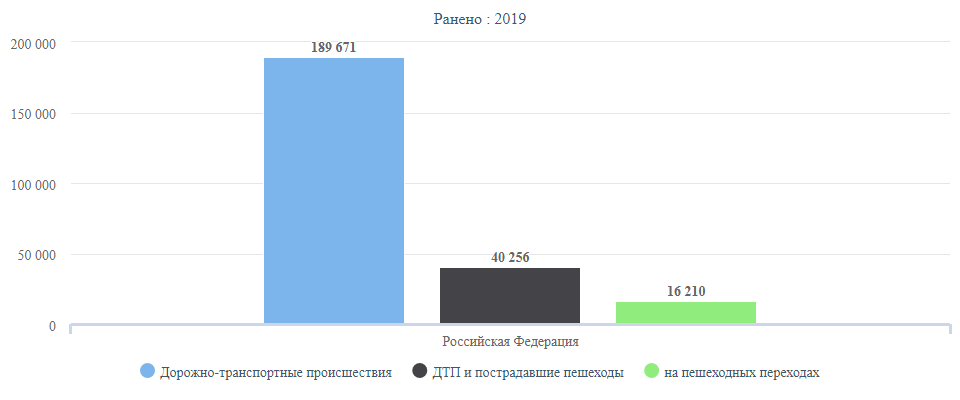 Ранено : 2019
200 000
189 671
150 000
100 000
50 000
40 256
16 210
0
Российская Федерация
Дорожно-транспортные происшествия ДТП и пострадавшие пешеходы на пешеходных переходах